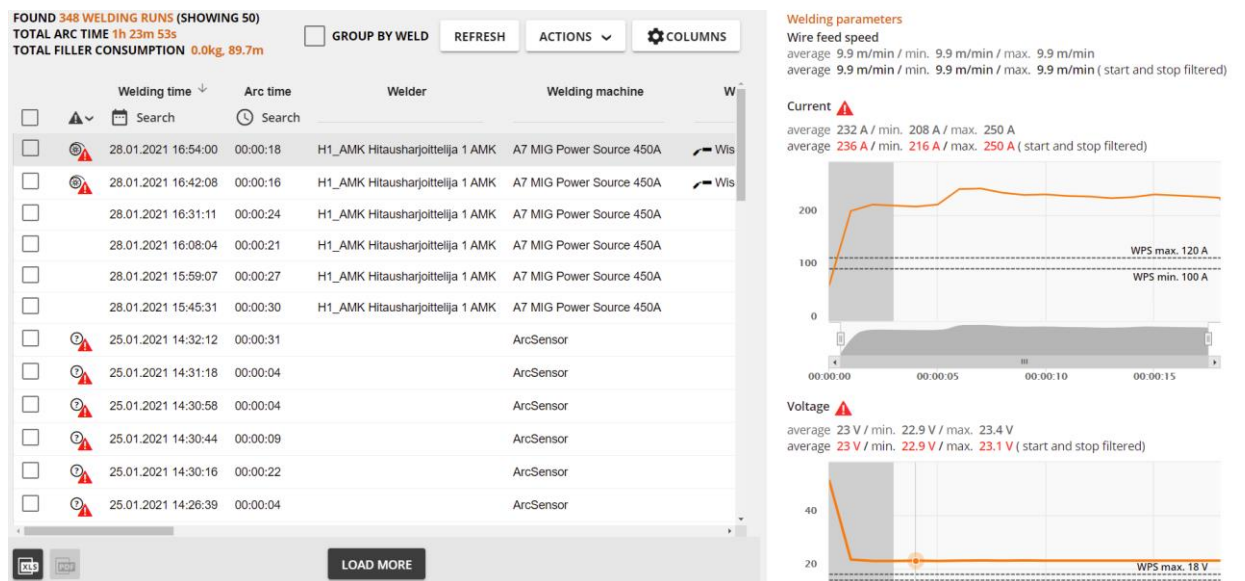 FOUND 348 WELDING RUNS (SHOWING 50)
TOTAL ARC TIME 1h 23m 53s
TOTAL FILLER CONSUMPTION 0.0kg, 89.7m
GROUP BY WELD
REFRESH
ACTIONS
COLUMNS
Welding time Arc time Welder Welding machine W
Search Search
28.01.2021 16:54:00 00:00:18 H1_AMK Hitausharjoittelija 1 AMK A7 MIG Power Source 450A Wis
28.01.2021 16:42:08 00:00:16 H1_AMK Hitausharjoittelija 1 AMK A7 MIG Power Source 450A Wis
28.01.2021 16:31:11 00:00:24 H1_AMK Hitausharjoittelija 1 AMK A7 MIG Power Source 450A
28.01.2021 16:08:04 00:00:21 H1_AMK Hitausharjoittelija 1 AMK A7 MIG Power Source 450A
28.01.2021 15:59:07 00:00:27 H1_AMK Hitausharjoittelija 1 AMK A7 MIG Power Source 450A
28.01.2021 15:45:31 00:00:30 H1_AMK Hitausharjoittelija 1 AMK A7 MIG Power Source 450A
25.01.2021 14:32:12 00:00:31 ArcSensor
25.01.2021 14:31:18 00:00:04 ArcSensor
25.01.2021 14:30:58 00:00:04 ArcSensor
25.01.2021 14:30:44 00:00:09 ArcSensor
25.01.2021 14:30:16 00:00:22 ArcSensor
25.01.2021 14:26:39 00:00:04 ArcSensor
XLS PDF LOAD MORE
Welding parameters
Wire feed speed
average 9.9 m/min / min. 9.9 m/min / max. 9.9 m/min
average 9.9 m/min / min. 9.9 m/min / max. 9.9 m/min ( start and stop filtered)
Current
average 232 A / min. 208 A / max. 250 A
average 236 A / min. 216 A / max. 250 A ( start and stop filtered)
200
WPS max. 120 A
100
WPS min. 100 A
0
00:00:00 00:00:05 00:00:10 00:00:15
Voltage
average 23 V / min. 22.9 V / max. 23.4 V
average 23 V / min. 22.9 V / max. 23.1 V ( start and stop filtered)
40
20
WPS max. 18 V